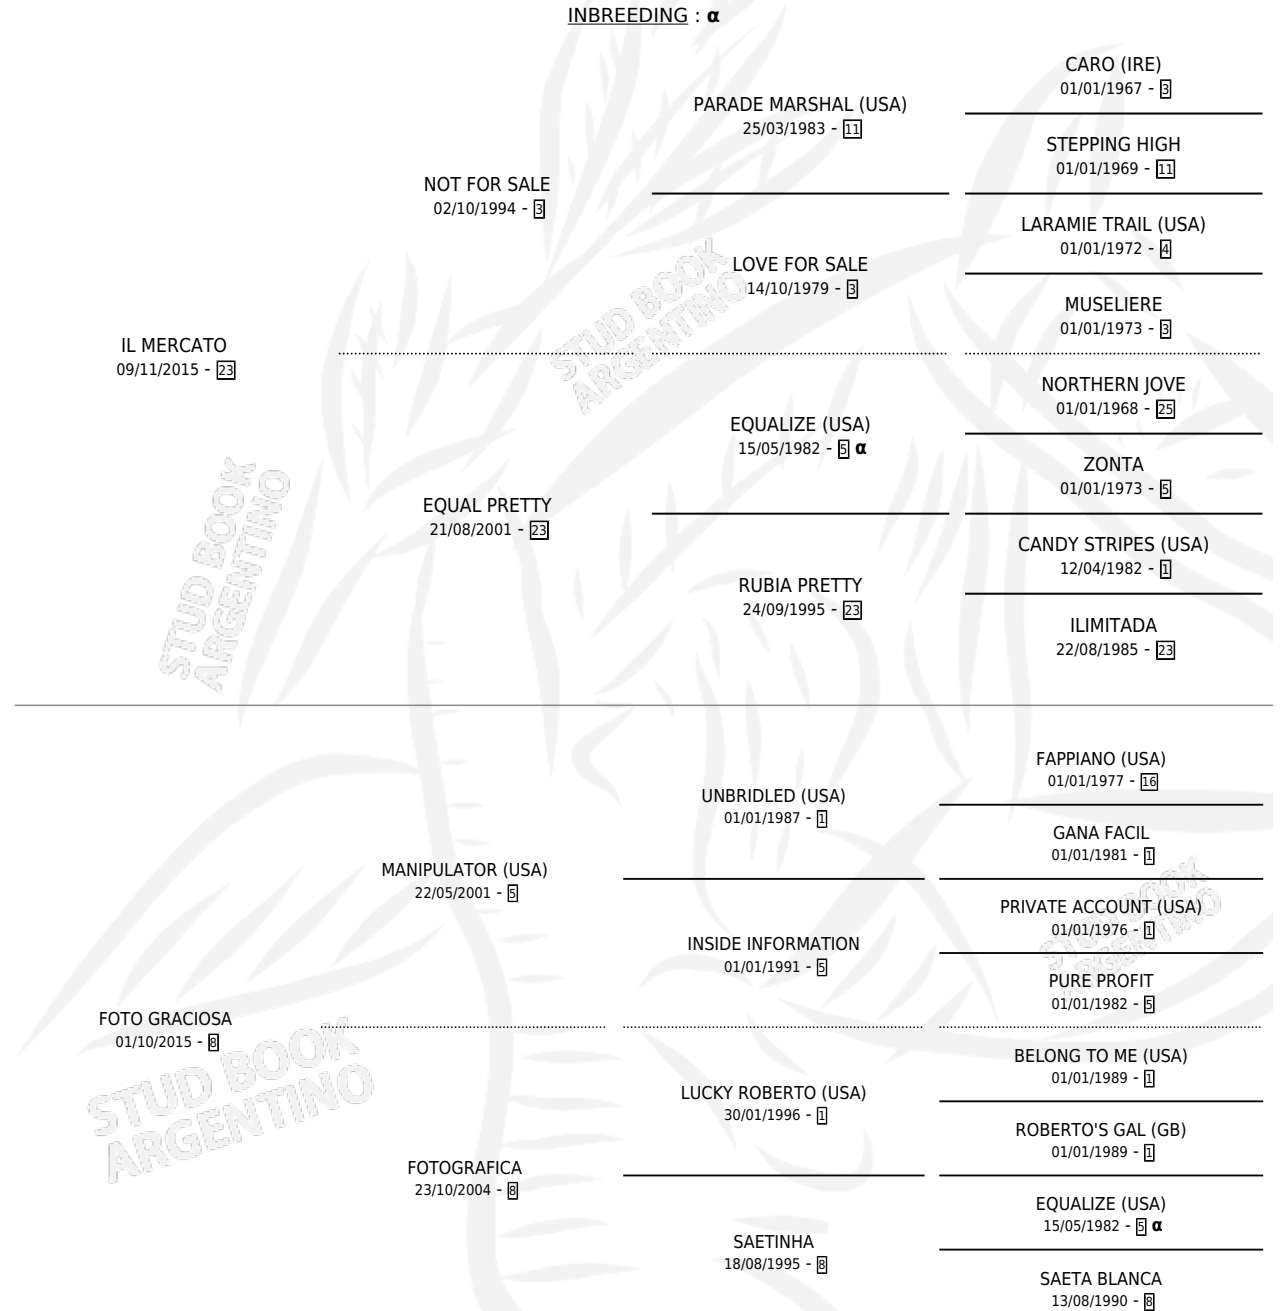 INBREEDING : α
CARO (IRE)
01/01/1967 - 3
PARADE MARSHAL (USA)
25/03/1983 - 11
STEPPING HIGH
01/01/1969 - 11
NOT FOR SALE
02/10/1994 - 3
LARAMIE TRAIL (USA)
01/01/1972 - 4
LOVE FOR SALE
14/10/1979 - 3
MUSELIERE
01/01/1973 - 3
IL MERCATO
09/11/2015 - 23
NORTHERN JOVE
01/01/1968 - 25
EQUALIZE (USA)
15/05/1982 - 5 α
ZONTA
01/01/1973 - 5
EQUAL PRETTY
21/08/2001 - 23
CANDY STRIPES (USA)
12/04/1982 - 1
RUBIA PRETTY
24/09/1995 - 23
ILIMITADA
22/08/1985 - 23
FAPPIANO (USA)
01/01/1977 - 16
UNBRIDLED (USA)
01/01/1987 - 1
GANA FACIL
01/01/1981 - 1
MANIPULATOR (USA)
22/05/2001 - 5
PRIVATE ACCOUNT (USA)
01/01/1976 - 1
INSIDE INFORMATION
01/01/1991 - 5
PURE PROFIT
01/01/1982 - 5
FOTO GRACIOSA
01/10/2015 - 8
BELONG TO ME (USA)
01/01/1989 - 1
LUCKY ROBERTO (USA)
30/01/1996 - 1
ROBERTO'S GAL (GB)
01/01/1989 - 1
FOTOGRAFICA
23/10/2004 - 8
EQUALIZE (USA)
15/05/1982 - 5 α
SAETINHA
18/08/1995 - 8
SAETA BLANCA
13/08/1990 - 8
STUD BOOK
ARGENTINO
STUD BOOK
ARGENTINO
STUD BOOK
ARGENTINO
STUD BOOK
ARGENTINO